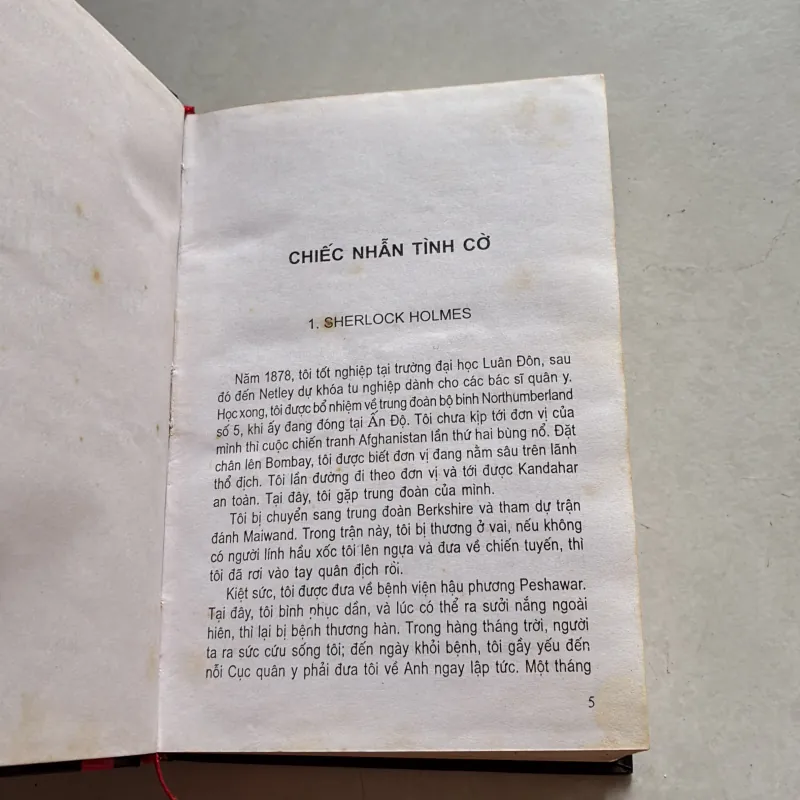 CHIẾC NHẪN TÌNH CỜ
1. SHERLOCK HOLMES
Năm 1878, tôi tốt nghiệp tại trường đại học Luân Đôn, sau
đó đến Netley dự khóa tu nghiệp dành cho các bác sĩ quân y.
Học xong, tôi được bổ nhiệm về trung đoàn bộ binh Northumberland
số 5, khi ấy đang đóng tại Ấn Độ. Tôi chưa kịp tới đơn vị của
mình thì cuộc chiến tranh Afghanistan lần thứ hai bùng nổ. Đặt
chân lên Bombay, tôi được biết đơn vị đang nằm sâu trên lãnh
thổ địch. Tôi lần đường đi theo đơn vị và tới được Kandahar
an toàn. Tại đây, tôi gặp trung đoàn của mình.
Tôi bị chuyển sang trung đoàn Berkshire và tham dự trận
đánh Maiwand. Trong trận này, tôi bị thương ở vai, nếu không
có người lính hầu xốc tôi lên ngựa và đưa về chiến tuyến, thì
tôi đã rơi vào tay quân địch rồi.
Kiệt sức, tôi được đưa về bệnh viện hậu phương Peshawar.
Tại đây, tôi bình phục dần, và lúc có thể ra sưởi nắng ngoài
hiên, thì lại bị bệnh thương hàn. Trong hàng tháng trời, người
ta ra sức cứu sống tôi; đến ngày khỏi bệnh, tôi gầy yếu đến
nỗi Cục quân y phải đưa tôi về Anh ngay lập tức. Một tháng
5